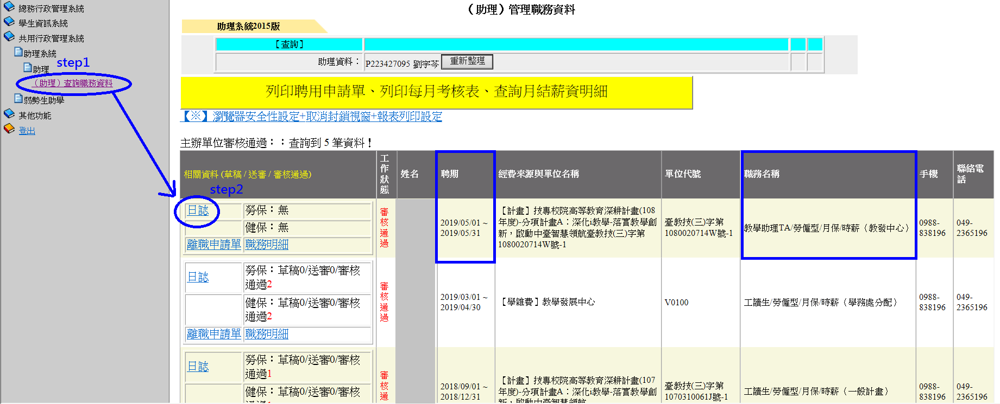 總務行政管理系統
學生資訊系統
共用行政管理系統
助理系統
step1
助理
（助理）查詢職務資料
弱勢生助學
其他功能
登出
（助理）管理職務資料
助理系統2015版
【查詢】
助理資料： P223427095 劉宇芩 重新整理
列印聘用申請單、列印每月考核表、查詢月結薪資明細
【※】瀏覽器安全性設定+取消封鎖視窗+報表列印設定
主辦單位審核通過：：查詢到 5 筆資料！
相關資料 (草稿 / 送審 / 審核通過)
工作狀態
姓名
聘期
經費來源與單位名稱
單位代號
職務名稱
手機
聯絡電話
step2
日誌 勞保：無
健保：無
離職申請單 職務明細
審核通過
2019/05/01 ~
2019/05/31
【計畫】技專校院高等教育深耕計畫(108
年度)-分項計畫A：深化i教學-落實教學創
新，啟動中臺智慧領航臺教技(三)字第
1080020714W號-1
臺教技(三)字第
1080020714W號-1
教學助理TA/勞僱型/月保/時薪（教發中心）
0988-
838196
049-
2365196
日誌 勞保：草稿0/送審0/審核
通過2
健保：草稿0/送審0/審核
通過2
離職申請單 職務明細
審核通過
2019/03/01 ~
2019/04/30
【學雜費】教學發展中心
V0100
工讀生/勞僱型/月保/時薪（學務處分配）
0988-
838196
049-
2365196
日誌 勞保：草稿0/送審0/審核
通過1
健保：草稿0/送審0/審核
審核通
2018/09/01 ~
2018/12/31
【計畫】技專校院高等教育深耕計畫(107
年度)-分項計畫A：深化i教學-落實教學創
新，啟動中臺智慧領航
臺教技(三)字第
1070310061J號-1
工讀生/勞僱型/月保/時薪（一般計畫）
0988-
838196
049-
2365196